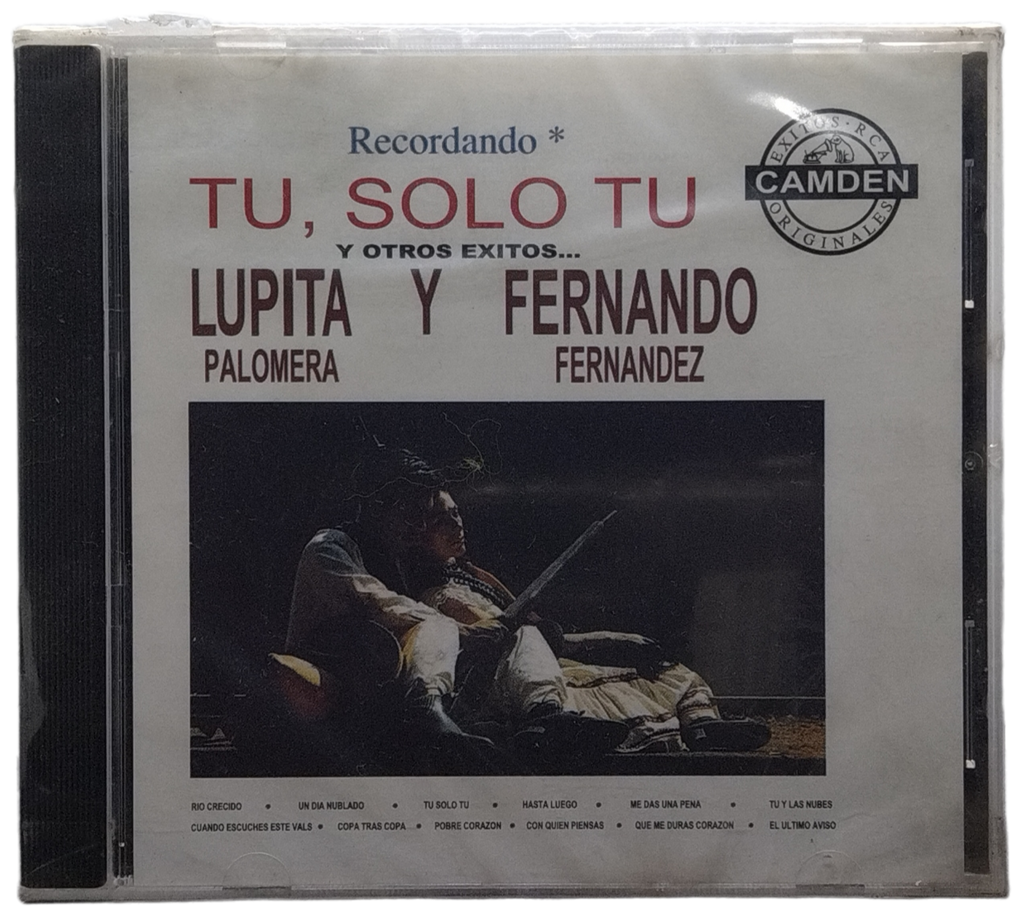 Recordando *
TU, SOLO TU
Y OTROS EXITOS...
LUPITA Y FERNANDO
PALOMERA FERNANDEZ
EXITOS · RCA
CAMDEN
ORIGINALES
RIO CRECIDO • UN DIA NUBLADO • TU SOLO TU • HASTA LUEGO • ME DAS UNA PENA • TU Y LAS NUBES
CUANDO ESCUCHES ESTE VALS • COPA TRAS COPA • POBRE CORAZON • CON QUIEN PIENSAS • QUE ME DURAS CORAZON • EL ULTIMO AVISO